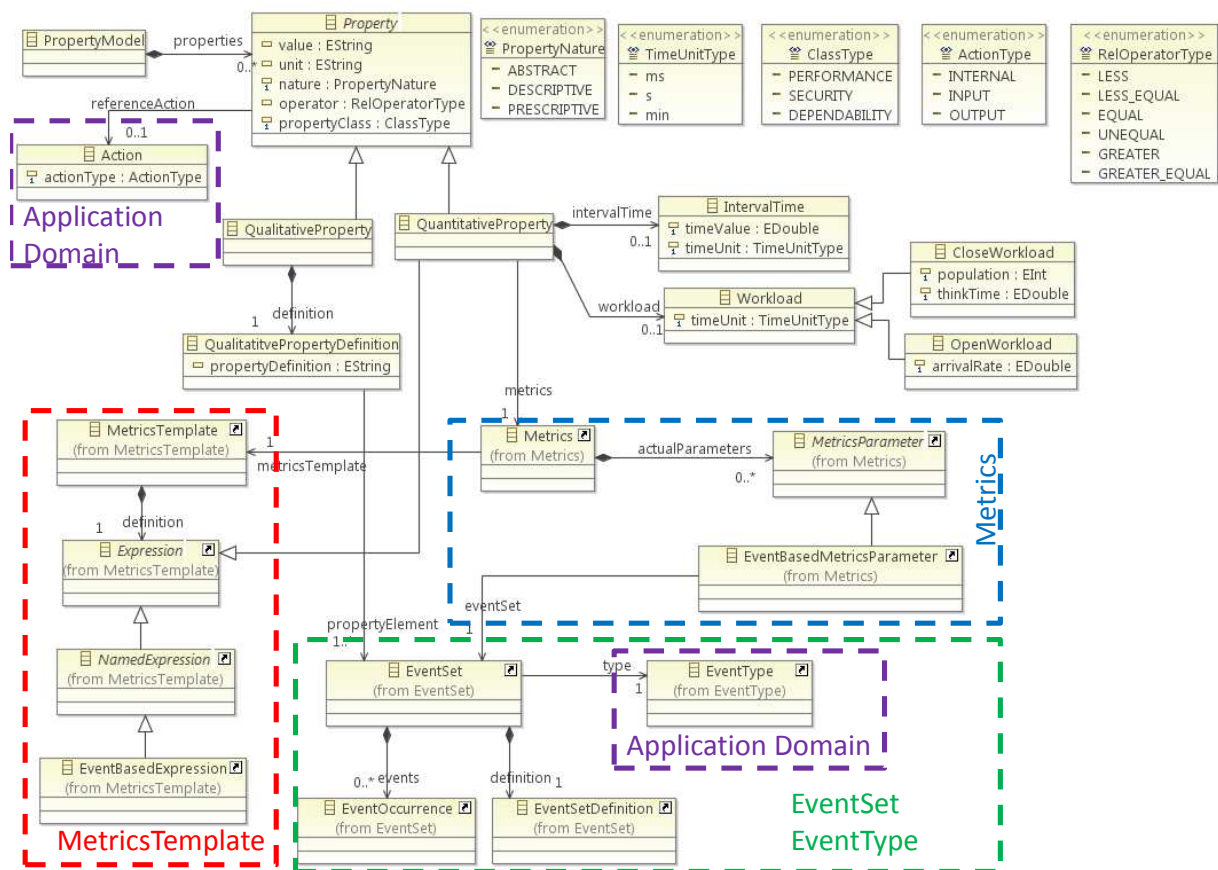 PropertyModel
properties
0..*
Property
value : EString
unit : EString
nature : PropertyNature
operator : RelOperatorType
propertyClass : ClassType
<<enumeration>>
PropertyNature
ABSTRACT
DESCRIPTIVE
PRESCRIPTIVE
<<enumeration>>
TimeUnitType
ms
s
min
<<enumeration>>
ClassType
PERFORMANCE
SECURITY
DEPENDABILITY
<<enumeration>>
ActionType
INTERNAL
INPUT
OUTPUT
<<enumeration>>
RelOperatorType
LESS
LESS_EQUAL
EQUAL
UNEQUAL
GREATER
GREATER_EQUAL
referenceAction
0..1
Action
actionType : ActionType
Application
Domain
QualitativeProperty
QuantitativeProperty
intervalTime
0..1
IntervalTime
timeValue : EDouble
timeUnit : TimeUnitType
workload
0..1
Workload
timeUnit : TimeUnitType
CloseWorkload
population : EInt
thinkTime : EDouble
OpenWorkload
arrivalRate : EDouble
definition
1
QualitatitvePropertyDefinition
propertyDefinition : EString
metrics
1
MetricsTemplate
(from MetricsTemplate)
1
metricsTemplate
Metrics
(from Metrics)
actualParameters
0..*
MetricsParameter
(from Metrics)
Metrics
definition
1
Expression
(from MetricsTemplate)
EventBasedMetricsParameter
(from Metrics)
eventSet
1
propertyElement
1..*
NamedExpression
(from MetricsTemplate)
EventSet
(from EventSet)
type
1
EventType
(from EventType)
Application Domain
EventBasedExpression
(from MetricsTemplate)
0..*
events
definition
1
EventOccurrence
(from EventSet)
EventSetDefinition
(from EventSet)
EventSet
EventType
MetricsTemplate